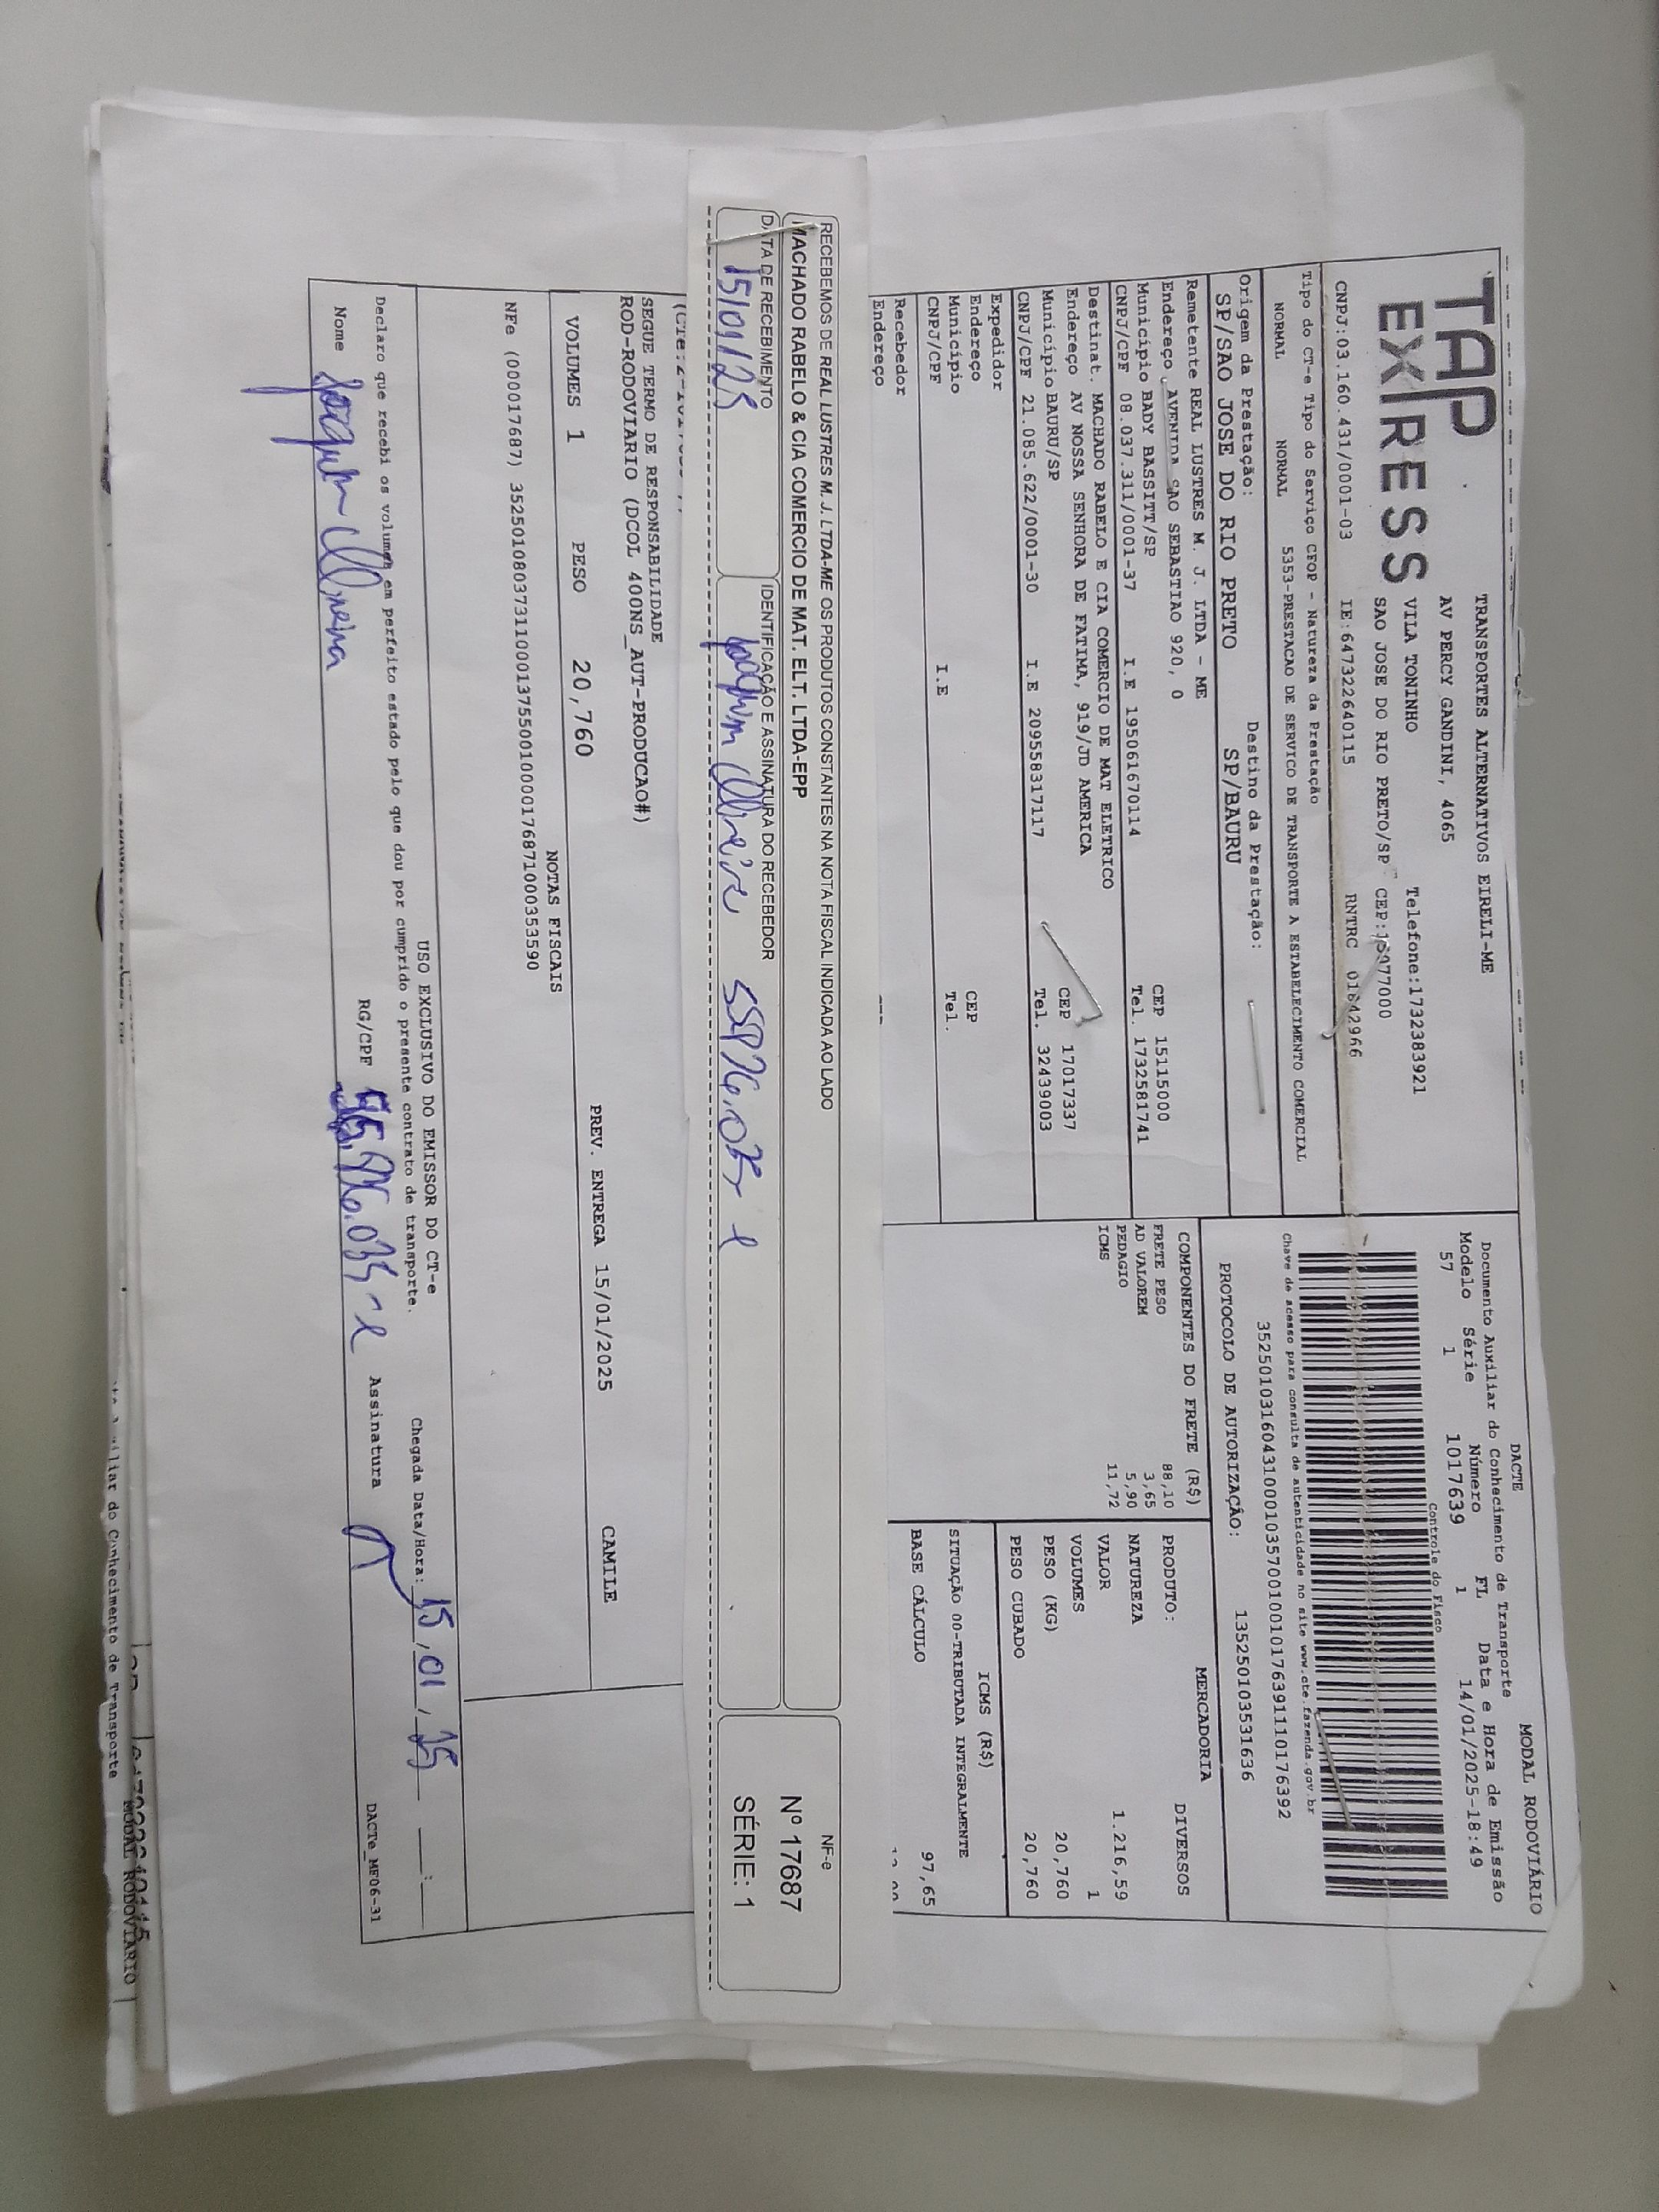 TAP
EXPRESS
TRANSPORTES ALTERNATIVOS EIRELI-ME
AV PERCY GANDINI, 4065
VILA TONINHO Telefone:1732383921
SAO JOSE DO RIO PRETO/SP
CNPJ:03.160.431/0001-03 IE:647322640115 RNTRC
Tipo do CT-e Tipo do Serviço CFOP - Natureza da Prestação
NORMAL NORMAL 5353-PRESTACAO DE SERVICO DE TRANSPORTE A ESTABELECIMENTO COMERCIAL
Origem da Prestação: Destino da Prestação:
SP/SAO JOSE DO RIO PRETO SP/BAURU
Remetente REAL LUSTRES M. J. LTDA - ME
Endereço AVENIDA SAO SEBASTIAO 920, 0 CEP 15115000
Município BADY BASSITT/SP Tel. 1732581741
CNPJ/CPF 08.037.311/0001-37 I.E 195061670114
Destinat. MACHADO RABELO E CIA COMERCIO DE MAT ELETRICO
Endereço AV NOSSA SENHORA DE FATIMA, 919/JD AMERICA CEP 17017337
Município BAURU/SP Tel. 32439003
CNPJ/CPF 21.085.622/0001-30 I.E 209558317117
Expedidor
Endereço CEP
Município Tel.
CNPJ/CPF I.E
Recebedor
Endereço
DACTE MODAL RODOVIÁRIO
Documento Auxiliar do Conhecimento de Transporte
Modelo Série Número FL Data e Hora de Emissão
57 1 1017639 1 14/01/2025-18:49
Controle do Fisco
Chave de acesso para consulta de autenticidade no site www.cte.fazenda.gov.br
35250103160431000103570010010176391110176392
PROTOCOLO DE AUTORIZAÇÃO: 135250103531636
COMPONENTES DO FRETE (R$)
FRETE PESO 88,10
AD VALOREM 3,65
PEDAGIO 5,90
ICMS 11,72
MERCADORIA
PRODUTO: DIVERSOS
NATUREZA
VALOR 1.216,59
VOLUMES 1
PESO (KG) 20,760
PESO CUBADO 20,760
ICMS (R$)
SITUAÇÃO 00-TRIBUTADA INTEGRALMENTE
BASE CÁLCULO 97,65
RECEBEMOS DE REAL LUSTRES M. J. LTDA-ME OS PRODUTOS CONSTANTES NA NOTA FISCAL INDICADA AO LADO
MACHADO RABELO & CIA COMERCIO DE MAT. ELT. LTDA-EPP
DATA DE RECEBIMENTO IDENTIFICAÇÃO E ASSINATURA DO RECEBEDOR
15/01/25 Joaquim Oliveira
NF-e
Nº 17687
SÉRIE: 1
SEGUE TERMO DE RESPONSABILIDADE
ROD-RODOVIARIO (DCOL 400NS_AUT-PRODUCAO#)
VOLUMES 1 PESO 20,760 PREV. ENTREGA 15/01/2025 CAMILE
NOTAS FISCAIS
NFe (000017687) 35250108037311000137550010000176871000353590
USO EXCLUSIVO DO EMISSOR DO CT-e
Declaro que recebi os volumes em perfeito estado pelo que dou por cumprido o presente contrato de transporte.
Chegada Data/Hora: 15/01/25 __:__
Nome Joaquim Oliveira RG/CPF Assinatura
DACTe_MF06-31
MODAL RODOVIÁRIO